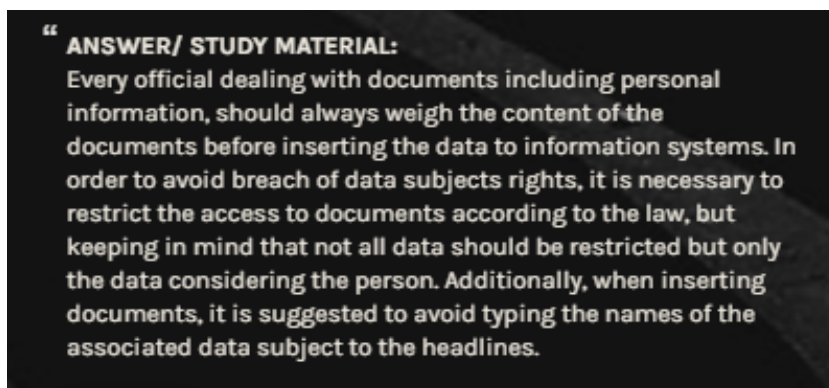 “ ANSWER/ STUDY MATERIAL:
Every official dealing with documents including personal
information, should always weigh the content of the
documents before inserting the data to information systems. In
order to avoid breach of data subjects rights, it is necessary to
restrict the access to documents according to the law, but
keeping in mind that not all data should be restricted but only
the data considering the person. Additionally, when inserting
documents, it is suggested to avoid typing the names of the
associated data subject to the headlines.